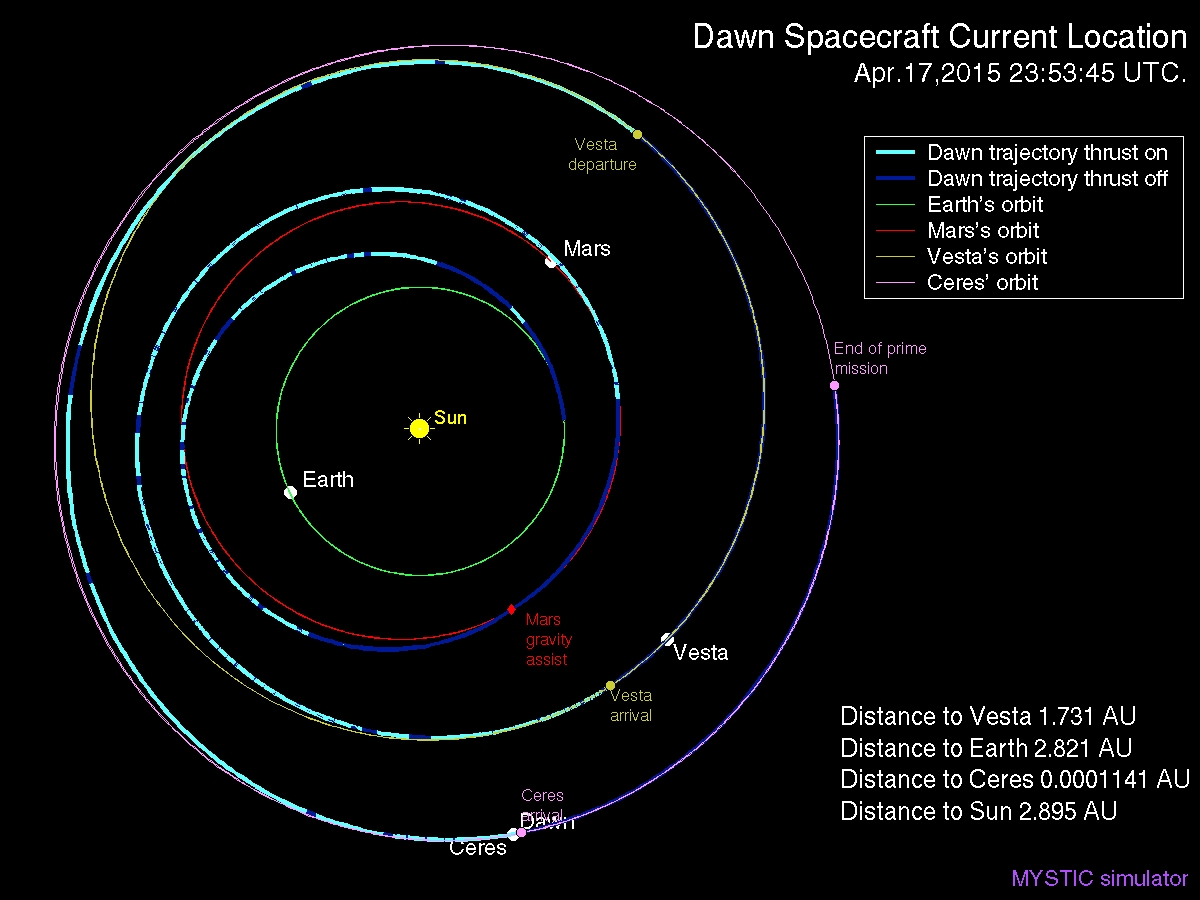 Dawn Spacecraft Current Location
Apr.17,2015 23:53:45 UTC.
Dawn trajectory thrust on
Dawn trajectory thrust off
Earth's orbit
Mars's orbit
Vesta's orbit
Ceres' orbit
Vesta
departure
Mars
End of prime
mission
Sun
Earth
Mars
gravity
assist
Vesta
Vesta
arrival
Ceres
arrival
Dawn
Ceres
Distance to Vesta 1.731 AU
Distance to Earth 2.821 AU
Distance to Ceres 0.0001141 AU
Distance to Sun 2.895 AU
MYSTIC simulator